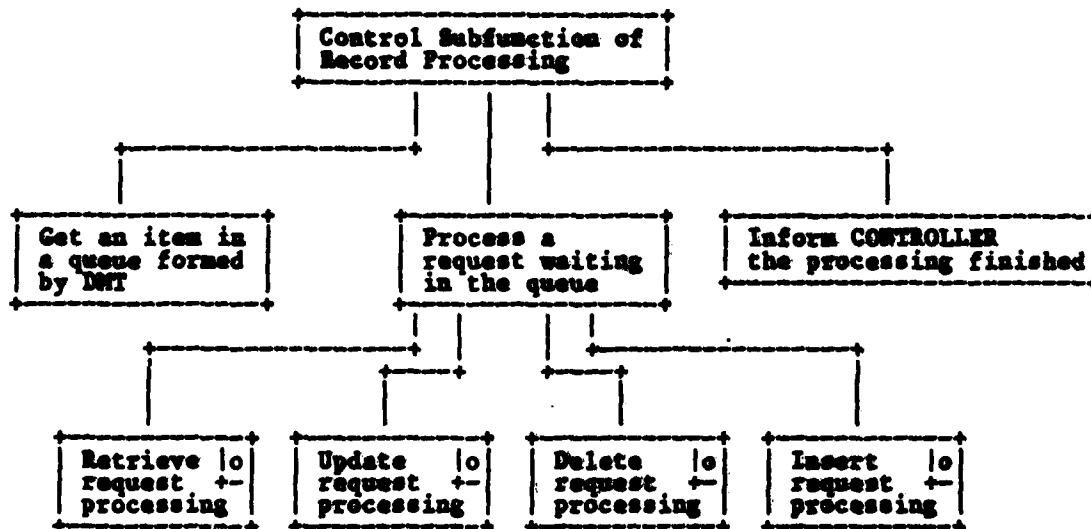 Control Subfunction of
Record Processing
Get an item in
a queue formed
by DMT
Process a
request waiting
in the queue
Inform CONTROLLER
the processing finished
Retrieve |o
request +-
processing
Update |o
request +-
processing
Delete |o
request +-
processing
Insert |o
request +-
processing